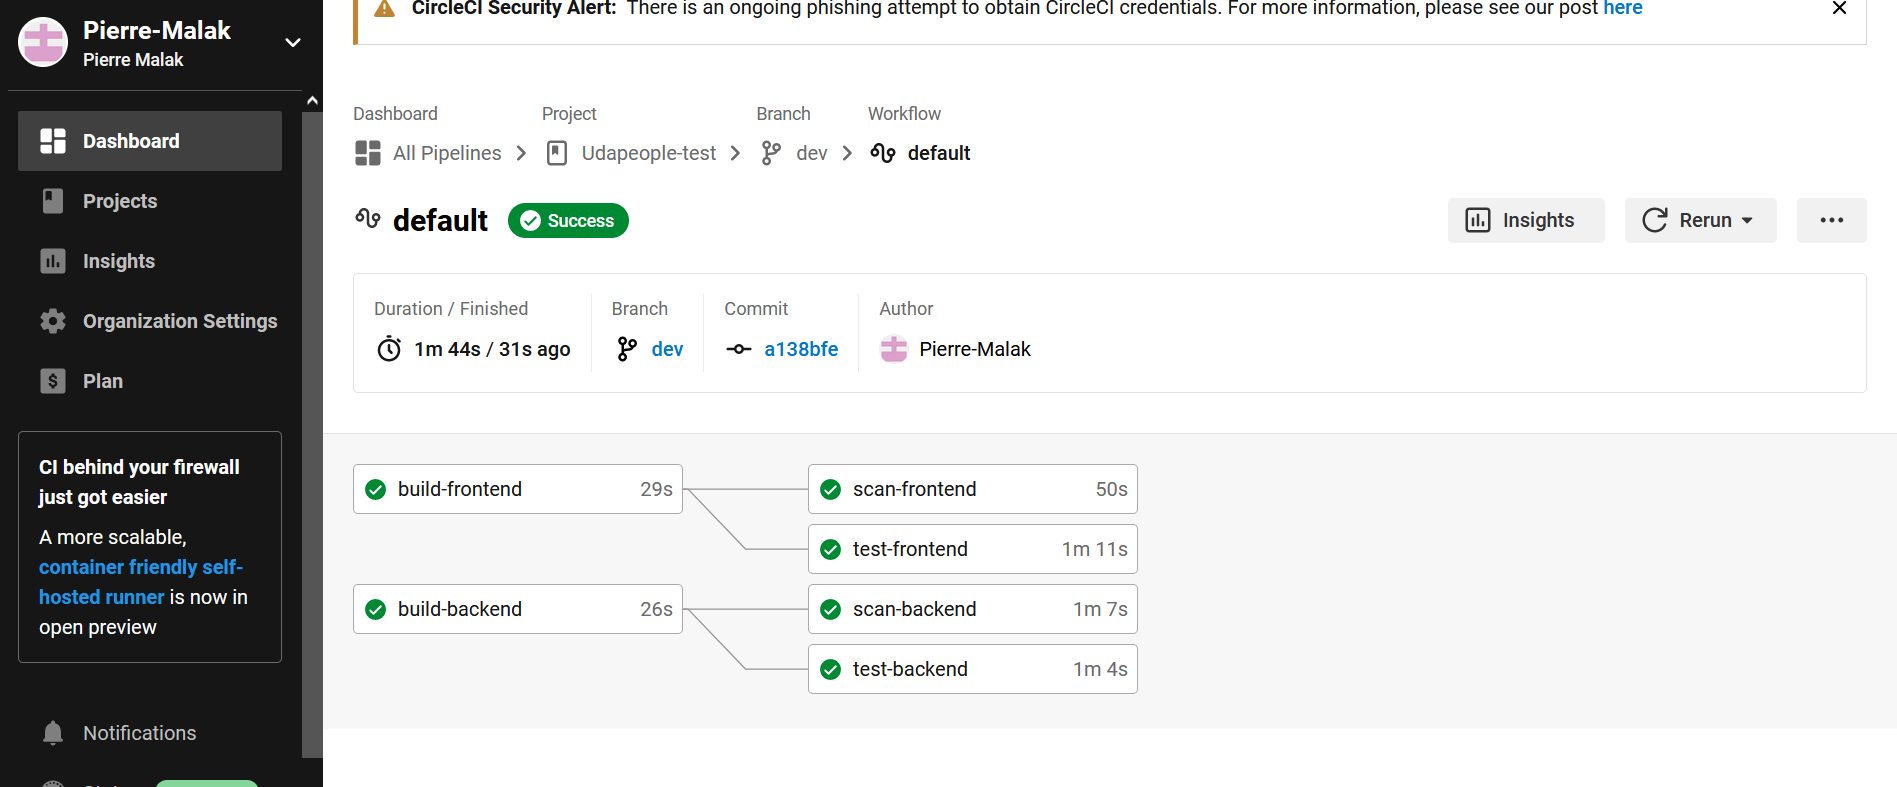 Pierre-Malak
Pierre Malak
Dashboard
Projects
Insights
Organization Settings
Plan
CI behind your firewall
just got easier
A more scalable,
container friendly self-
hosted runner is now in
open preview
Notifications
CircleCI Security Alert: There is an ongoing phishing attempt to obtain CircleCI credentials. For more information, please see our post here
Dashboard Project Branch Workflow
All Pipelines Udapeople-test dev default
default Success Insights Rerun
Duration / Finished Branch Commit Author
1m 44s / 31s ago dev a138bfe Pierre-Malak
build-frontend 29s scan-frontend 50s
test-frontend 1m 11s
build-backend 26s scan-backend 1m 7s
test-backend 1m 4s